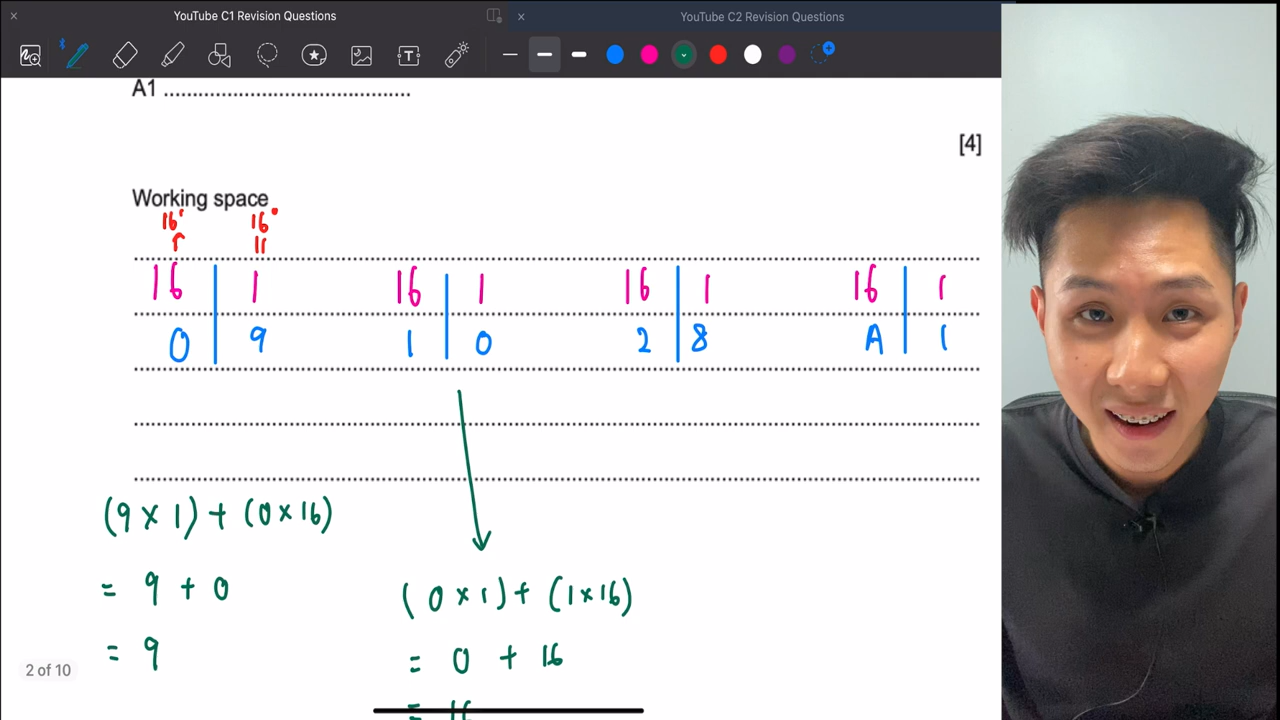 YouTube C1 Revision Questions
YouTube C2 Revision Questions
A1 ..........................................
[4]
Working space
16¹ 16⁰
16 1 16 1 16 1 16 1
0 9 1 0 2 8 A 1
(9 × 1) + (0 × 16)
= 9 + 0
= 9
(0 × 1) + (1 × 16)
= 0 + 16
= 16
2 of 10